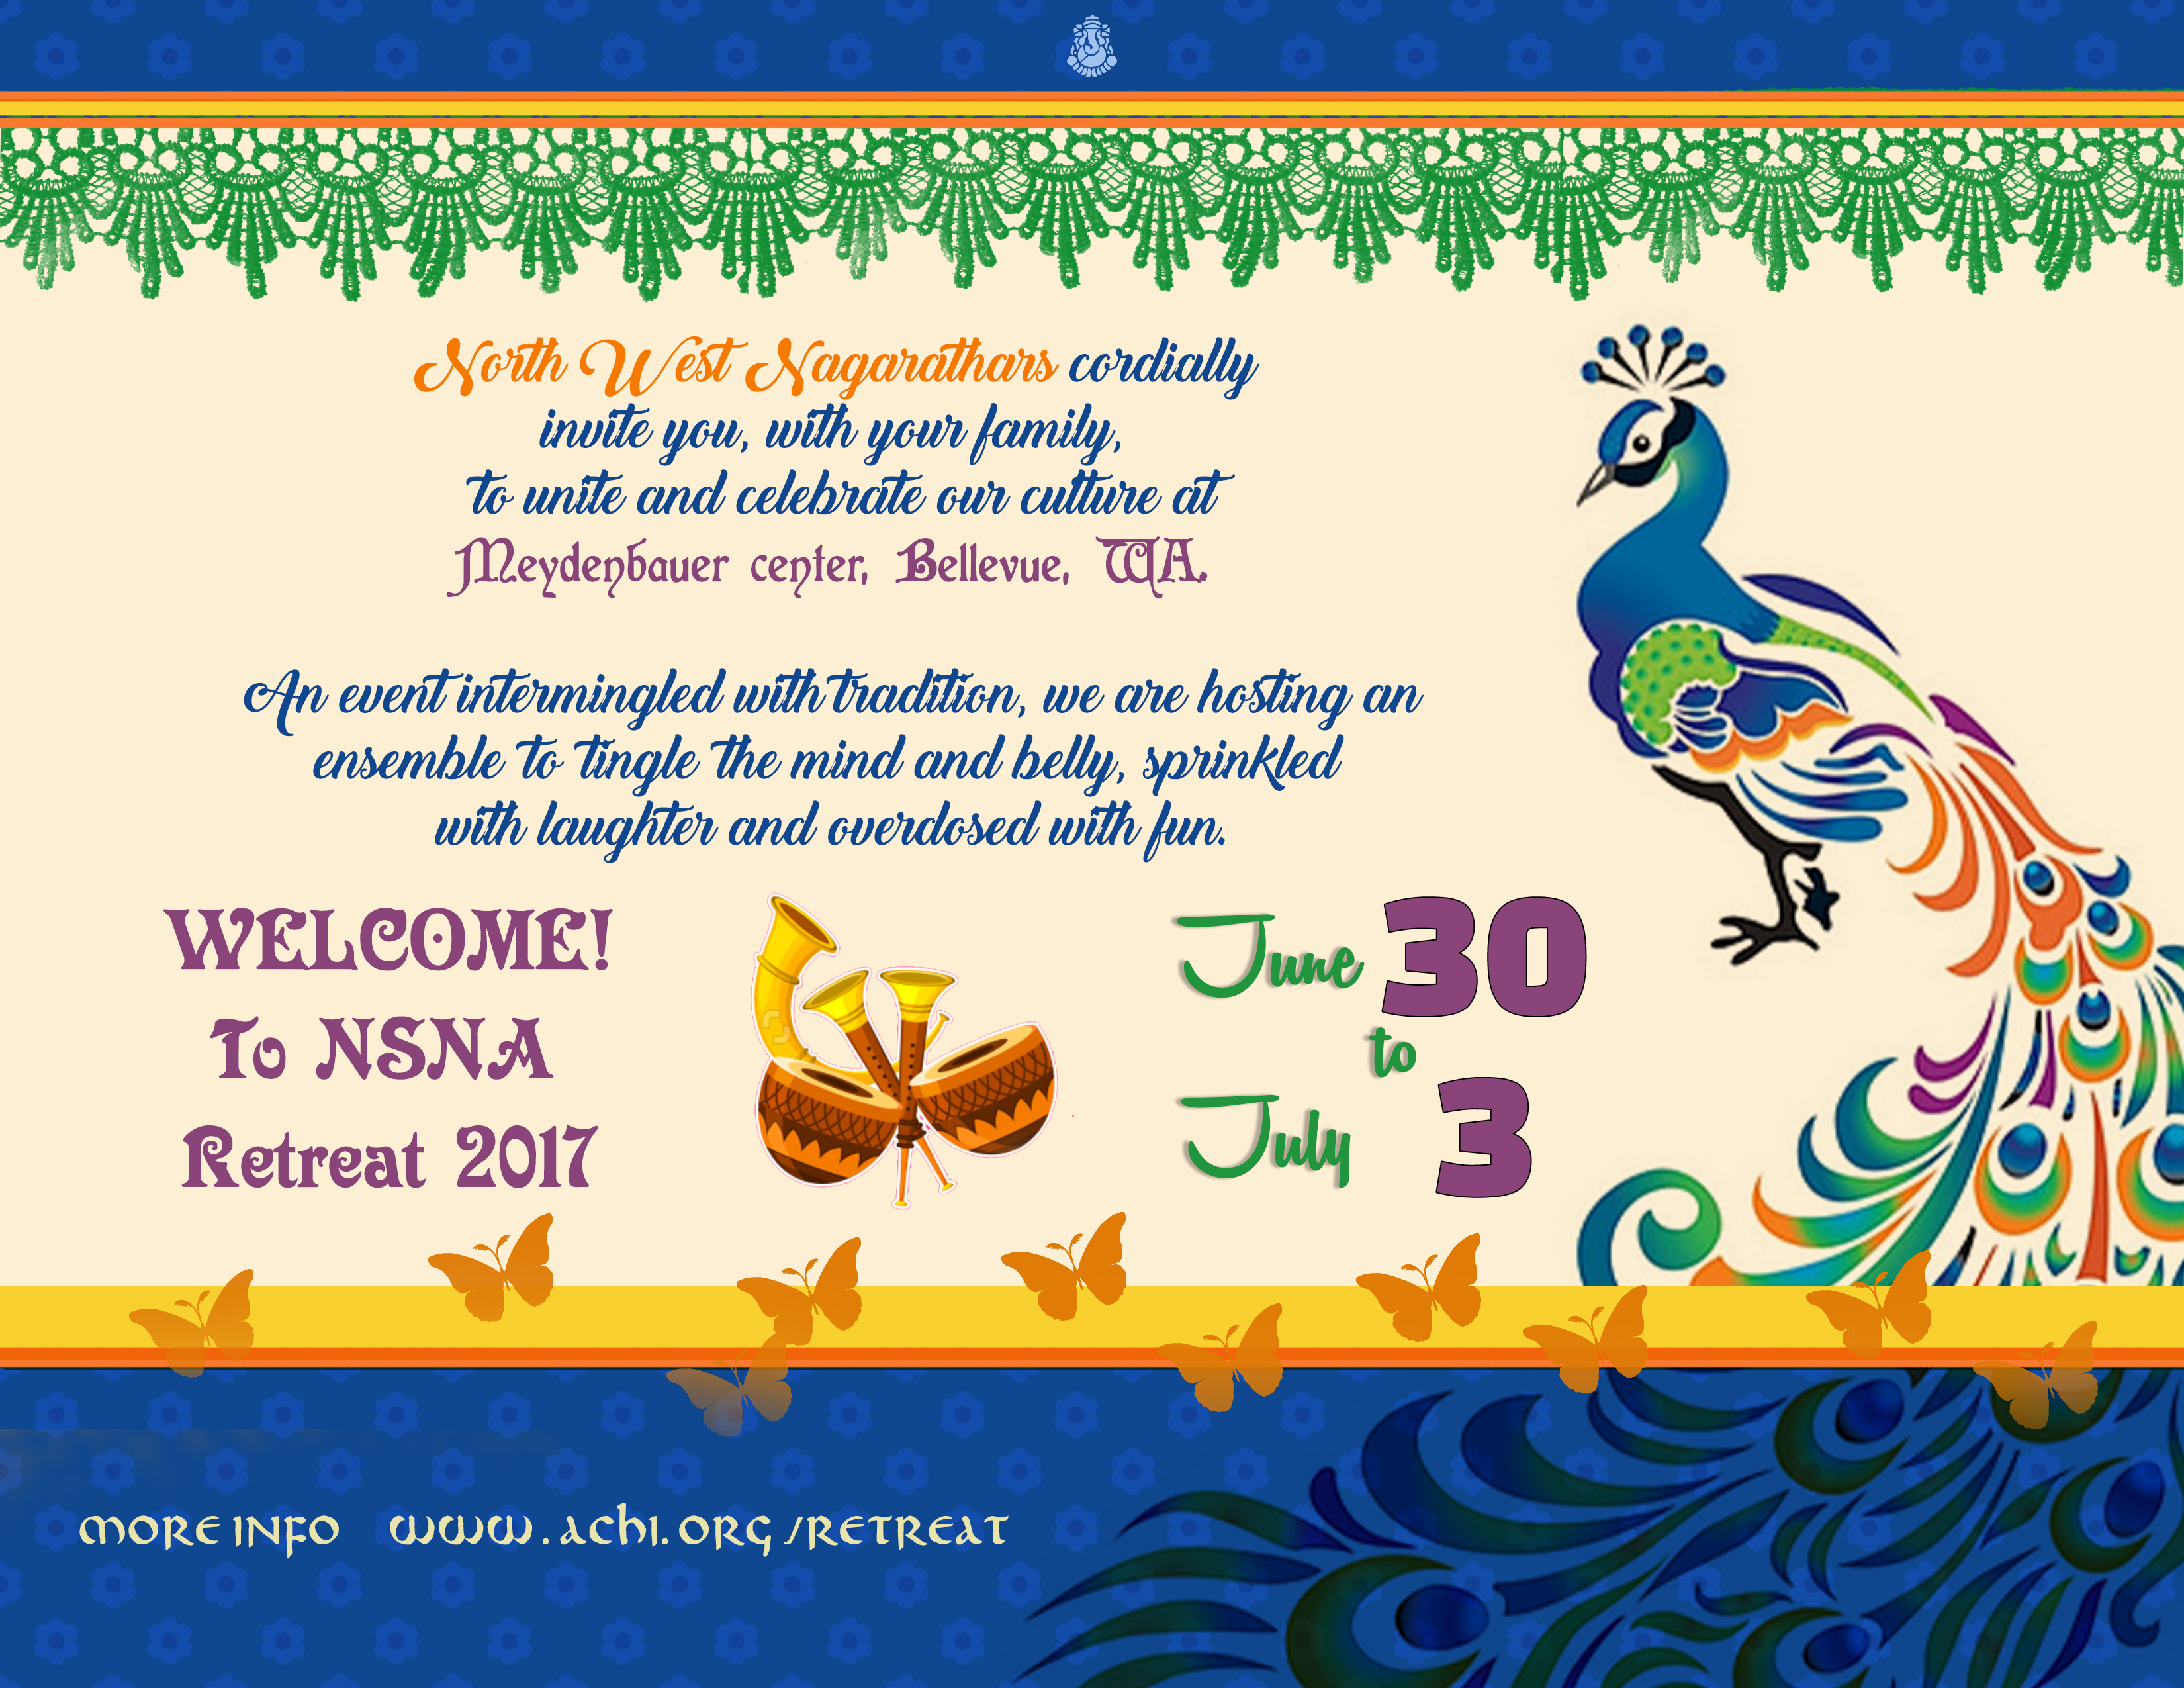 North West Nagarathars cordially
invite you, with your family,
to unite and celebrate our culture at
Meydenbauer center, Bellevue, WA.
An event intermingled with tradition, we are hosting an
ensemble to tingle the mind and belly, sprinkled
with laughter and overdosed with fun.
WELCOME!
To NSNA
Retreat 2017
June 30
to
July 3
MORE INFO www.achi.org/retreat